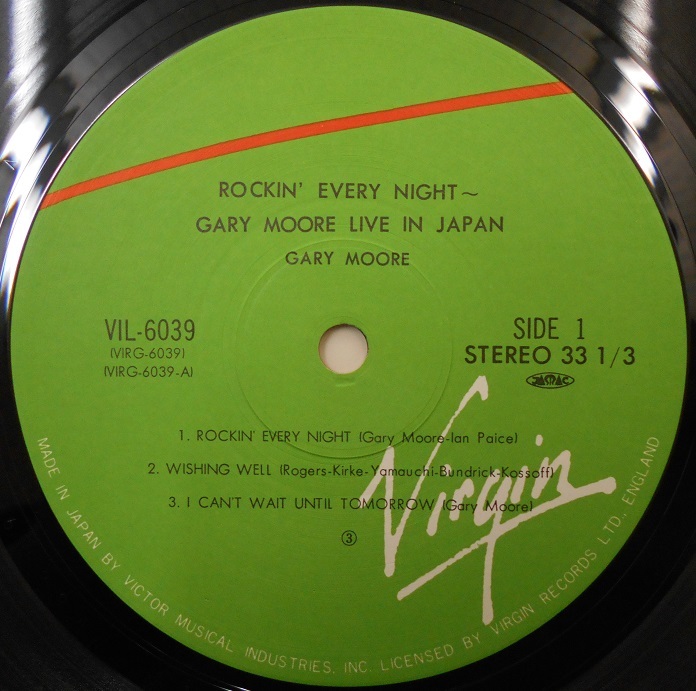 ROCKIN' EVERY NIGHT~
GARY MOORE LIVE IN JAPAN
GARY MOORE
VIL-6039
(VIRG-6039)
(VIRG-6039-A)
SIDE 1
STEREO 33 1/3
JASRAC
1. ROCKIN' EVERY NIGHT (Gary Moore-Ian Paice)
2. WISHING WELL (Rogers-Kirke-Yamauchi-Bundrick-Kossoff)
3. I CAN'T WAIT UNTIL TOMORROW (Gary Moore)
③
Virgin
MADE IN JAPAN BY VICTOR MUSICAL INDUSTRIES, INC. LICENSED BY VIRGIN RECORDS LTD., ENGLAND